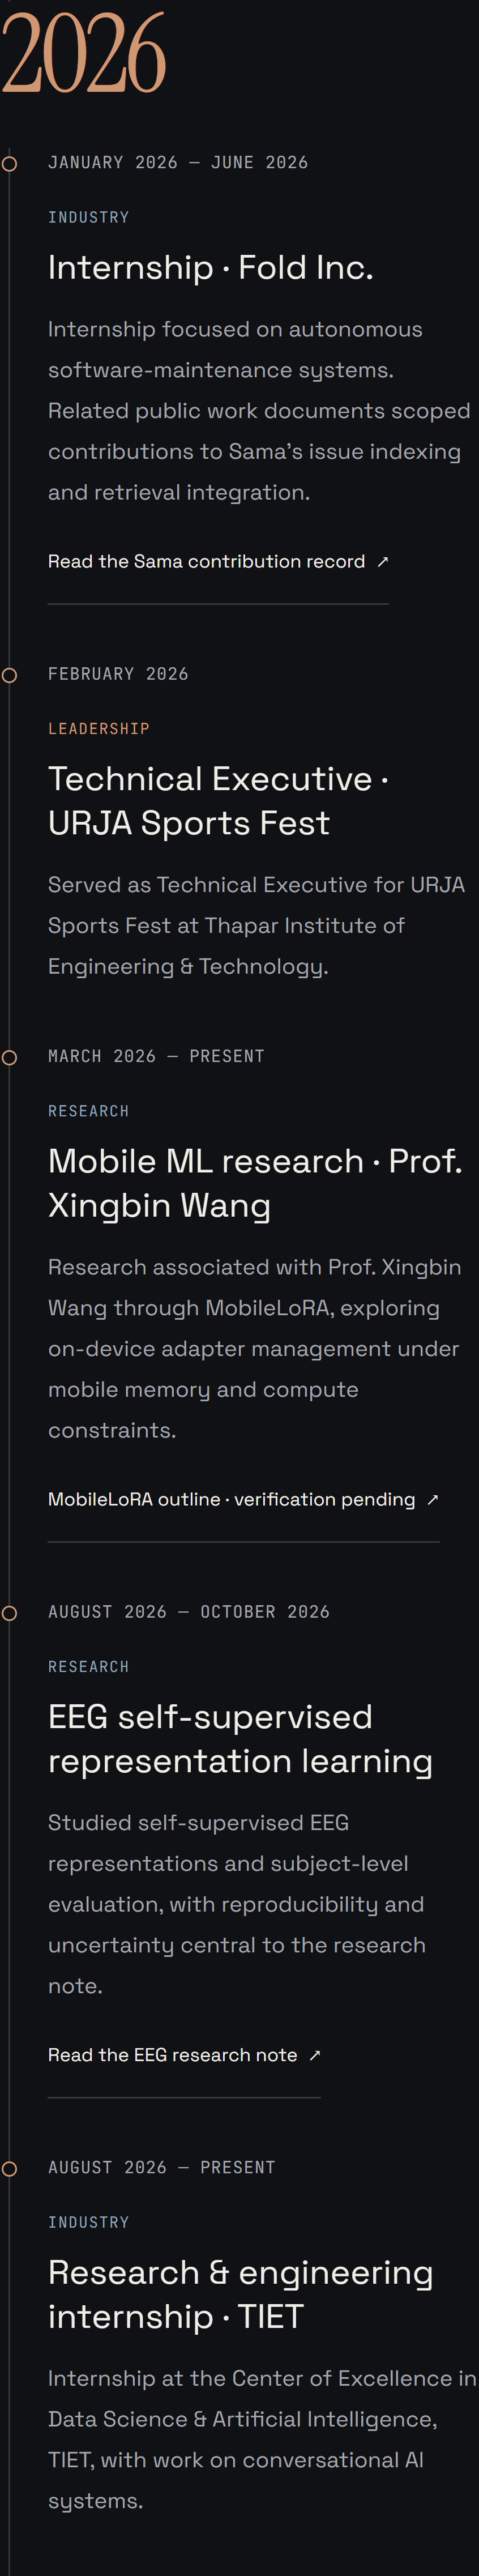 2026
JANUARY 2026 — JUNE 2026
INDUSTRY
Internship · Fold Inc.
Internship focused on autonomous
software-maintenance systems.
Related public work documents scoped
contributions to Sama’s issue indexing
and retrieval integration.
Read the Sama contribution record ↗
FEBRUARY 2026
LEADERSHIP
Technical Executive ·
URJA Sports Fest
Served as Technical Executive for URJA
Sports Fest at Thapar Institute of
Engineering & Technology.
MARCH 2026 — PRESENT
RESEARCH
Mobile ML research · Prof.
Xingbin Wang
Research associated with Prof. Xingbin
Wang through MobileLoRA, exploring
on-device adapter management under
mobile memory and compute
constraints.
MobileLoRA outline · verification pending ↗
AUGUST 2026 — OCTOBER 2026
RESEARCH
EEG self-supervised
representation learning
Studied self-supervised EEG
representations and subject-level
evaluation, with reproducibility and
uncertainty central to the research
note.
Read the EEG research note ↗
AUGUST 2026 — PRESENT
INDUSTRY
Research & engineering
internship · TIET
Internship at the Center of Excellence in
Data Science & Artificial Intelligence,
TIET, with work on conversational AI
systems.